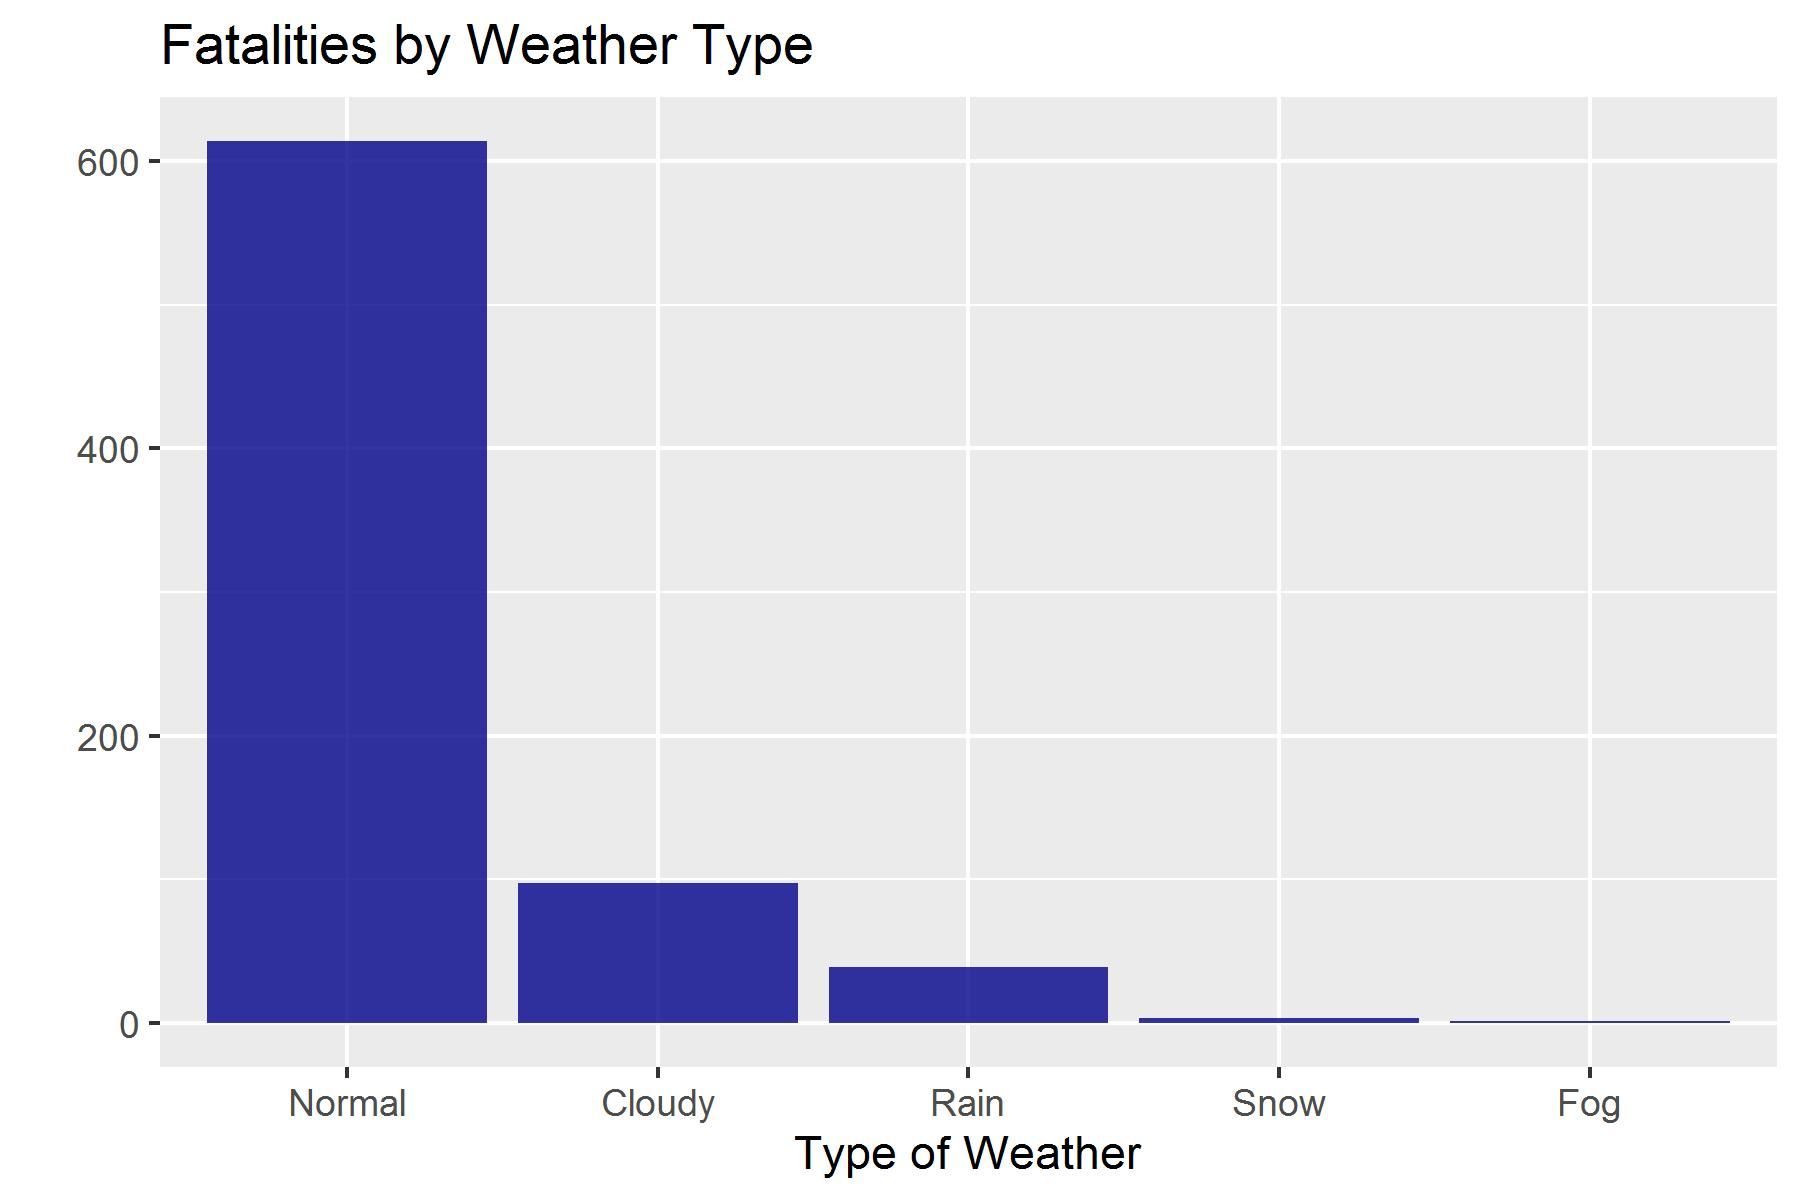 Fatalities by Weather Type
600
400
200
0
Normal Cloudy Rain Snow Fog
Type of Weather